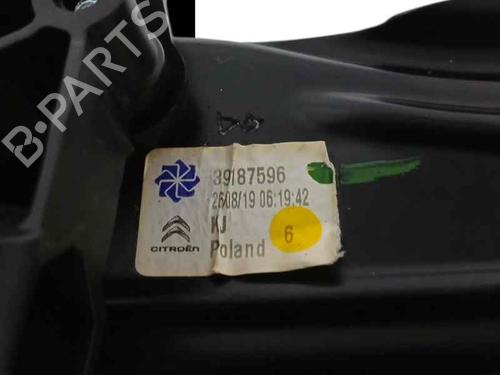 B-PARTS
39187596
26/08/19 06:19:42
KJ
CITROËN
Poland
6